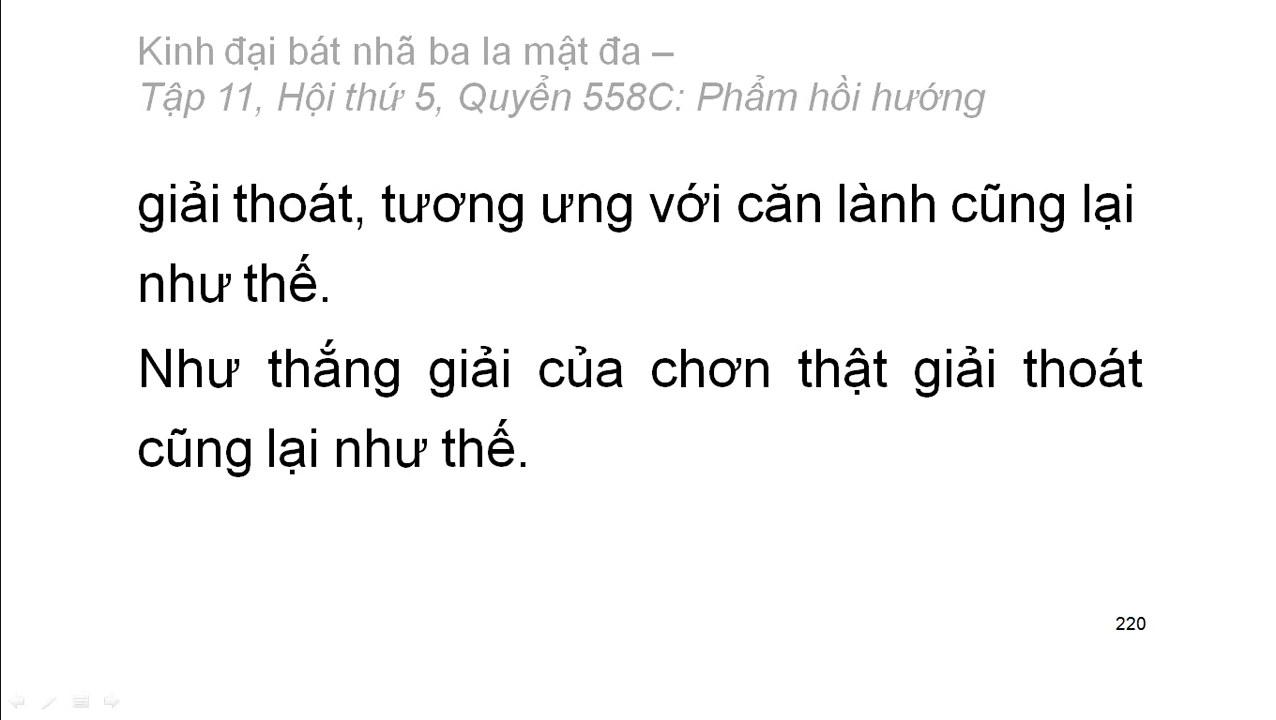 Kinh đại bát nhã ba la mật đa –
Tập 11, Hội thứ 5, Quyển 558C: Phẩm hồi hướng
giải thoát, tương ưng với căn lành cũng lại
như thế.
Như thắng giải của chơn thật giải thoát
cũng lại như thế.
220